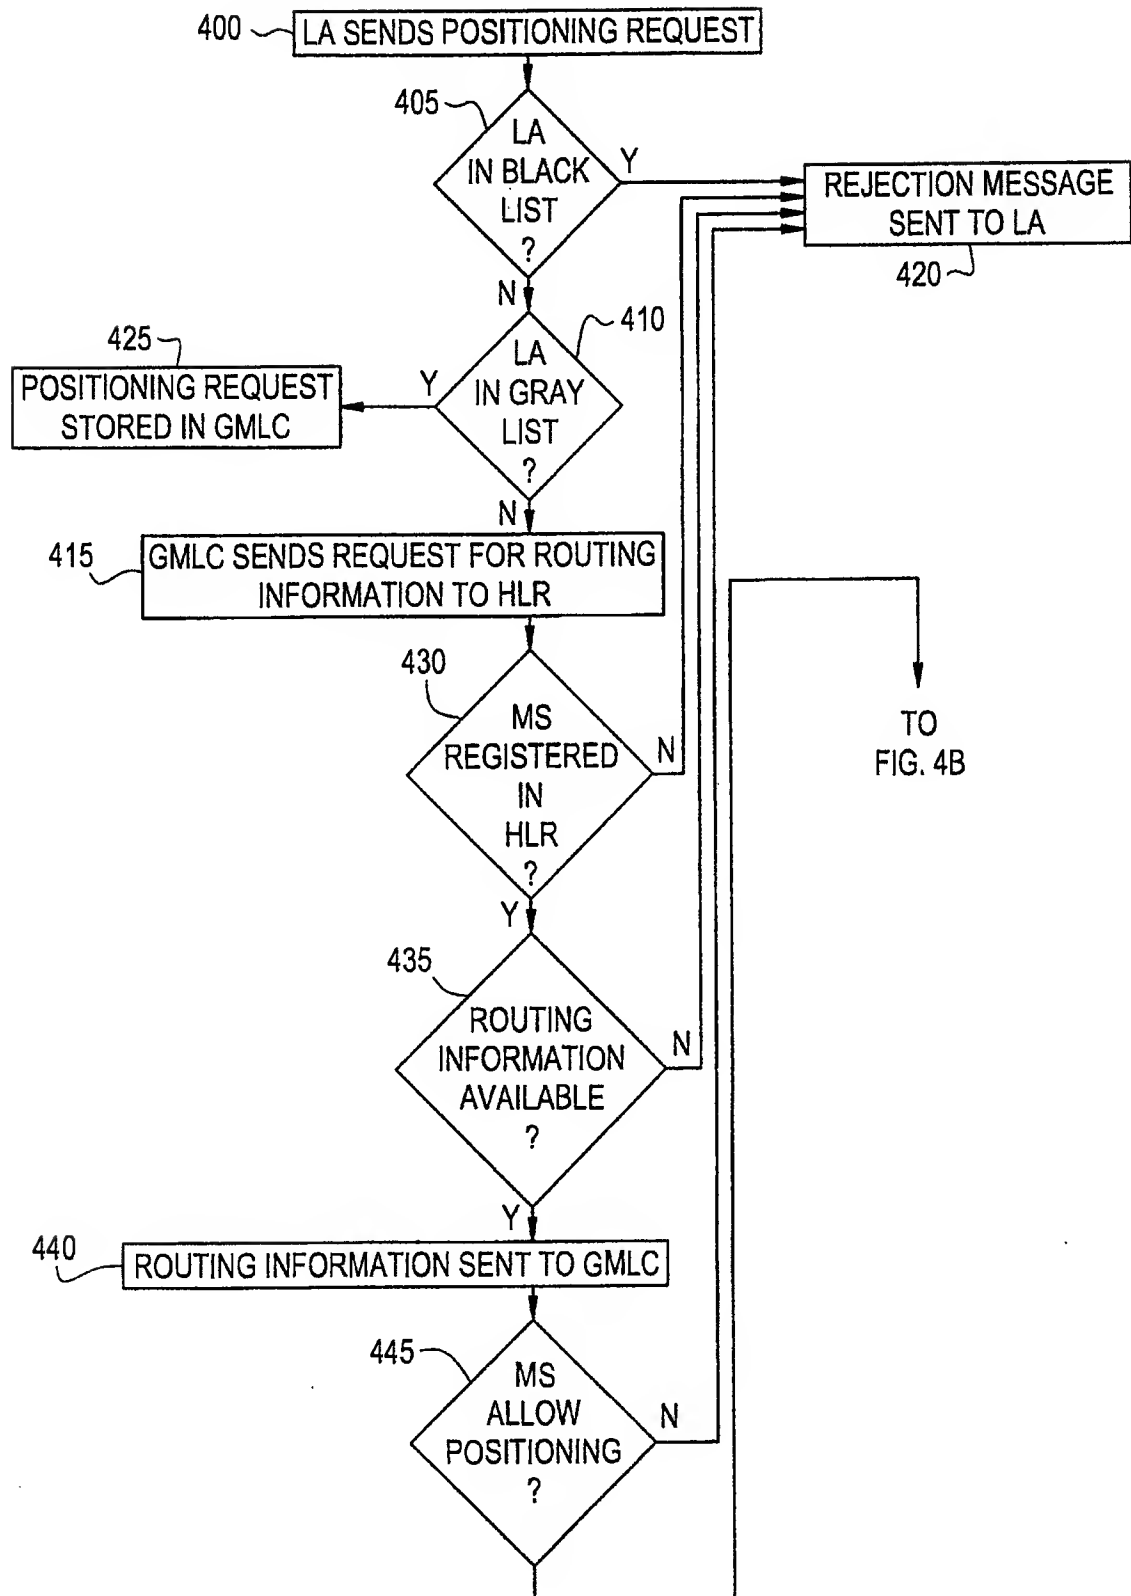 400
LA SENDS POSITIONING REQUEST
405
LA
IN BLACK
LIST
?
Y
REJECTION MESSAGE
SENT TO LA
420
N
410
LA
IN GRAY
LIST
?
Y
425
POSITIONING REQUEST
STORED IN GMLC
N
415
GMLC SENDS REQUEST FOR ROUTING
INFORMATION TO HLR
430
MS
REGISTERED
IN
HLR
?
N
TO
FIG. 4B
Y
435
ROUTING
INFORMATION
AVAILABLE
?
N
Y
440
ROUTING INFORMATION SENT TO GMLC
445
MS
ALLOW
POSITIONING
?
N